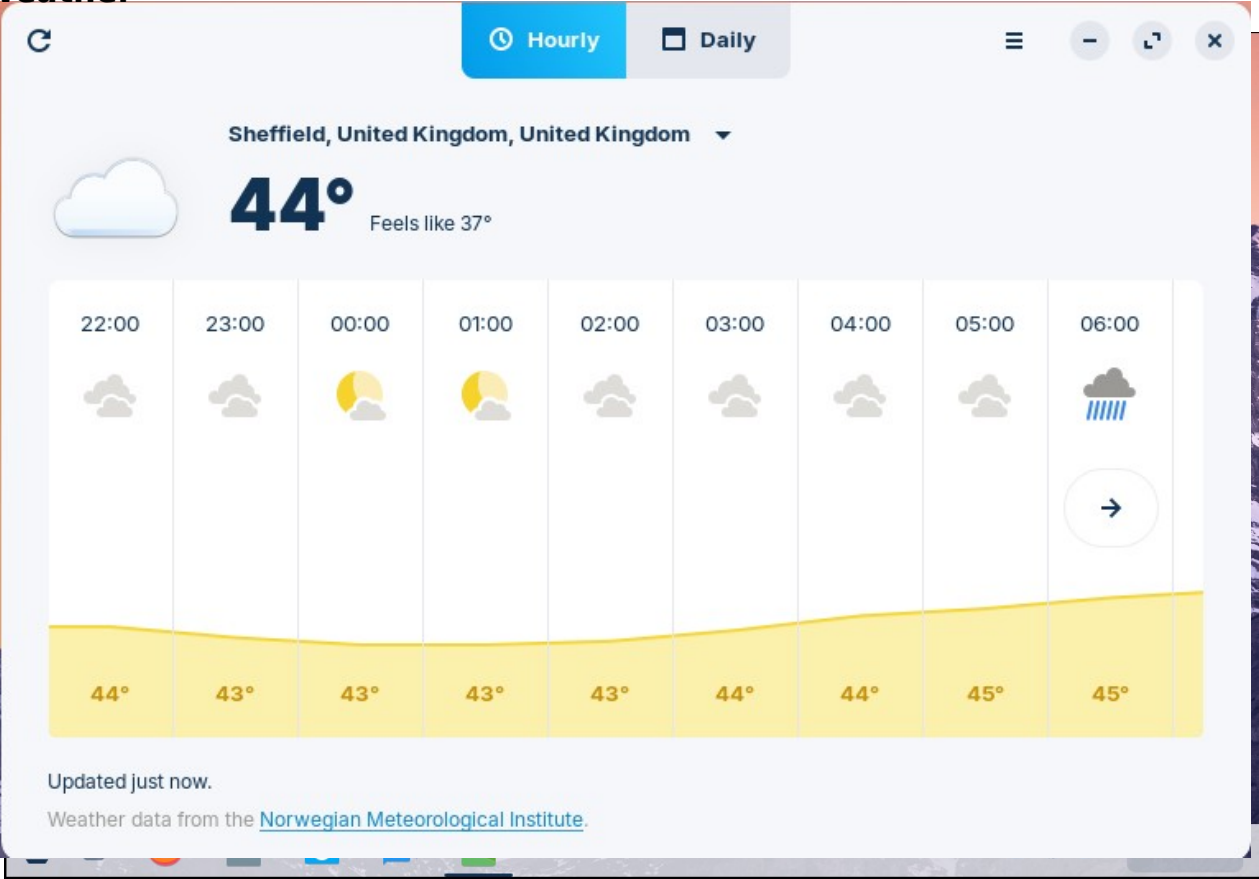 Hourly
Daily
Sheffield, United Kingdom, United Kingdom
44°
Feels like 37°
22:00 23:00 00:00 01:00 02:00 03:00 04:00 05:00 06:00
44° 43° 43° 43° 43° 44° 44° 45° 45°
Updated just now.
Weather data from the Norwegian Meteorological Institute.